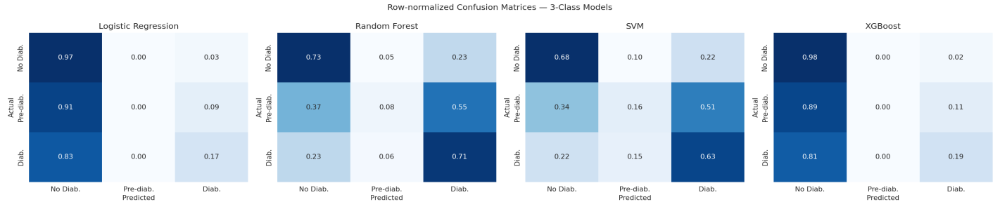 Row-normalized Confusion Matrices — 3-Class Models
Logistic Regression
No Diab.
0.97 0.00 0.03
Actual
Pre-diab.
0.91 0.00 0.09
Diab.
0.83 0.00 0.17
No Diab. Pre-diab. Diab.
Predicted
Random Forest
No Diab.
0.73 0.05 0.23
Actual
Pre-diab.
0.37 0.08 0.55
Diab.
0.23 0.06 0.71
No Diab. Pre-diab. Diab.
Predicted
SVM
No Diab.
0.68 0.10 0.22
Actual
Pre-diab.
0.34 0.16 0.51
Diab.
0.22 0.15 0.63
No Diab. Pre-diab. Diab.
Predicted
XGBoost
No Diab.
0.98 0.00 0.02
Actual
Pre-diab.
0.89 0.00 0.11
Diab.
0.81 0.00 0.19
No Diab. Pre-diab. Diab.
Predicted